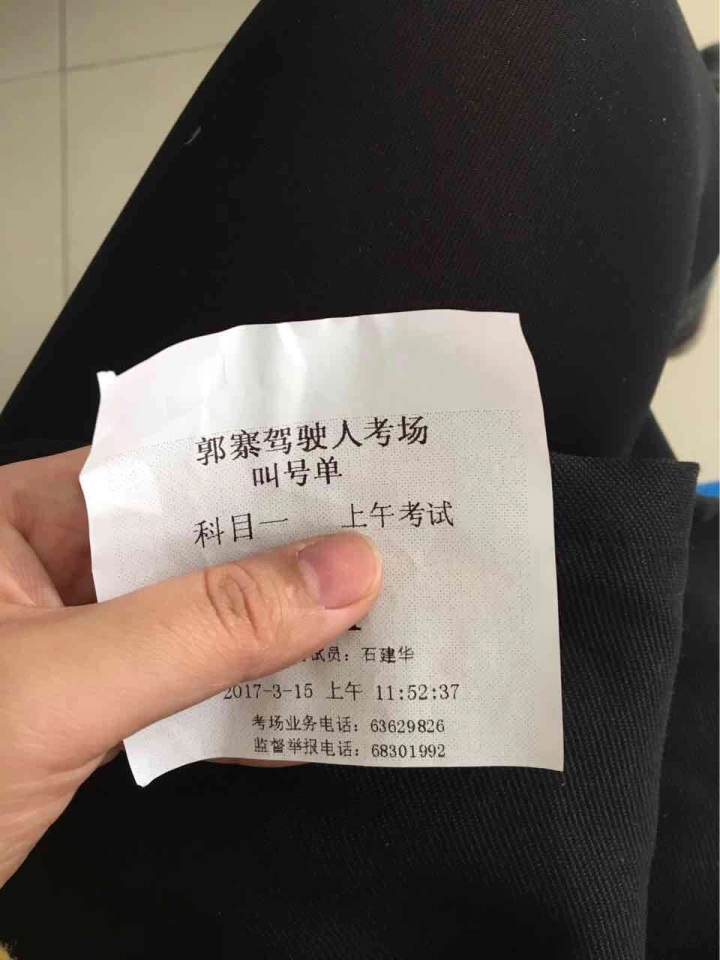 郭寨驾驶人考场
叫号单
科目一 上午考试
试员：石建华
2017-3-15 上午 11:52:37
考场业务电话：63629826
监督举报电话：68301992